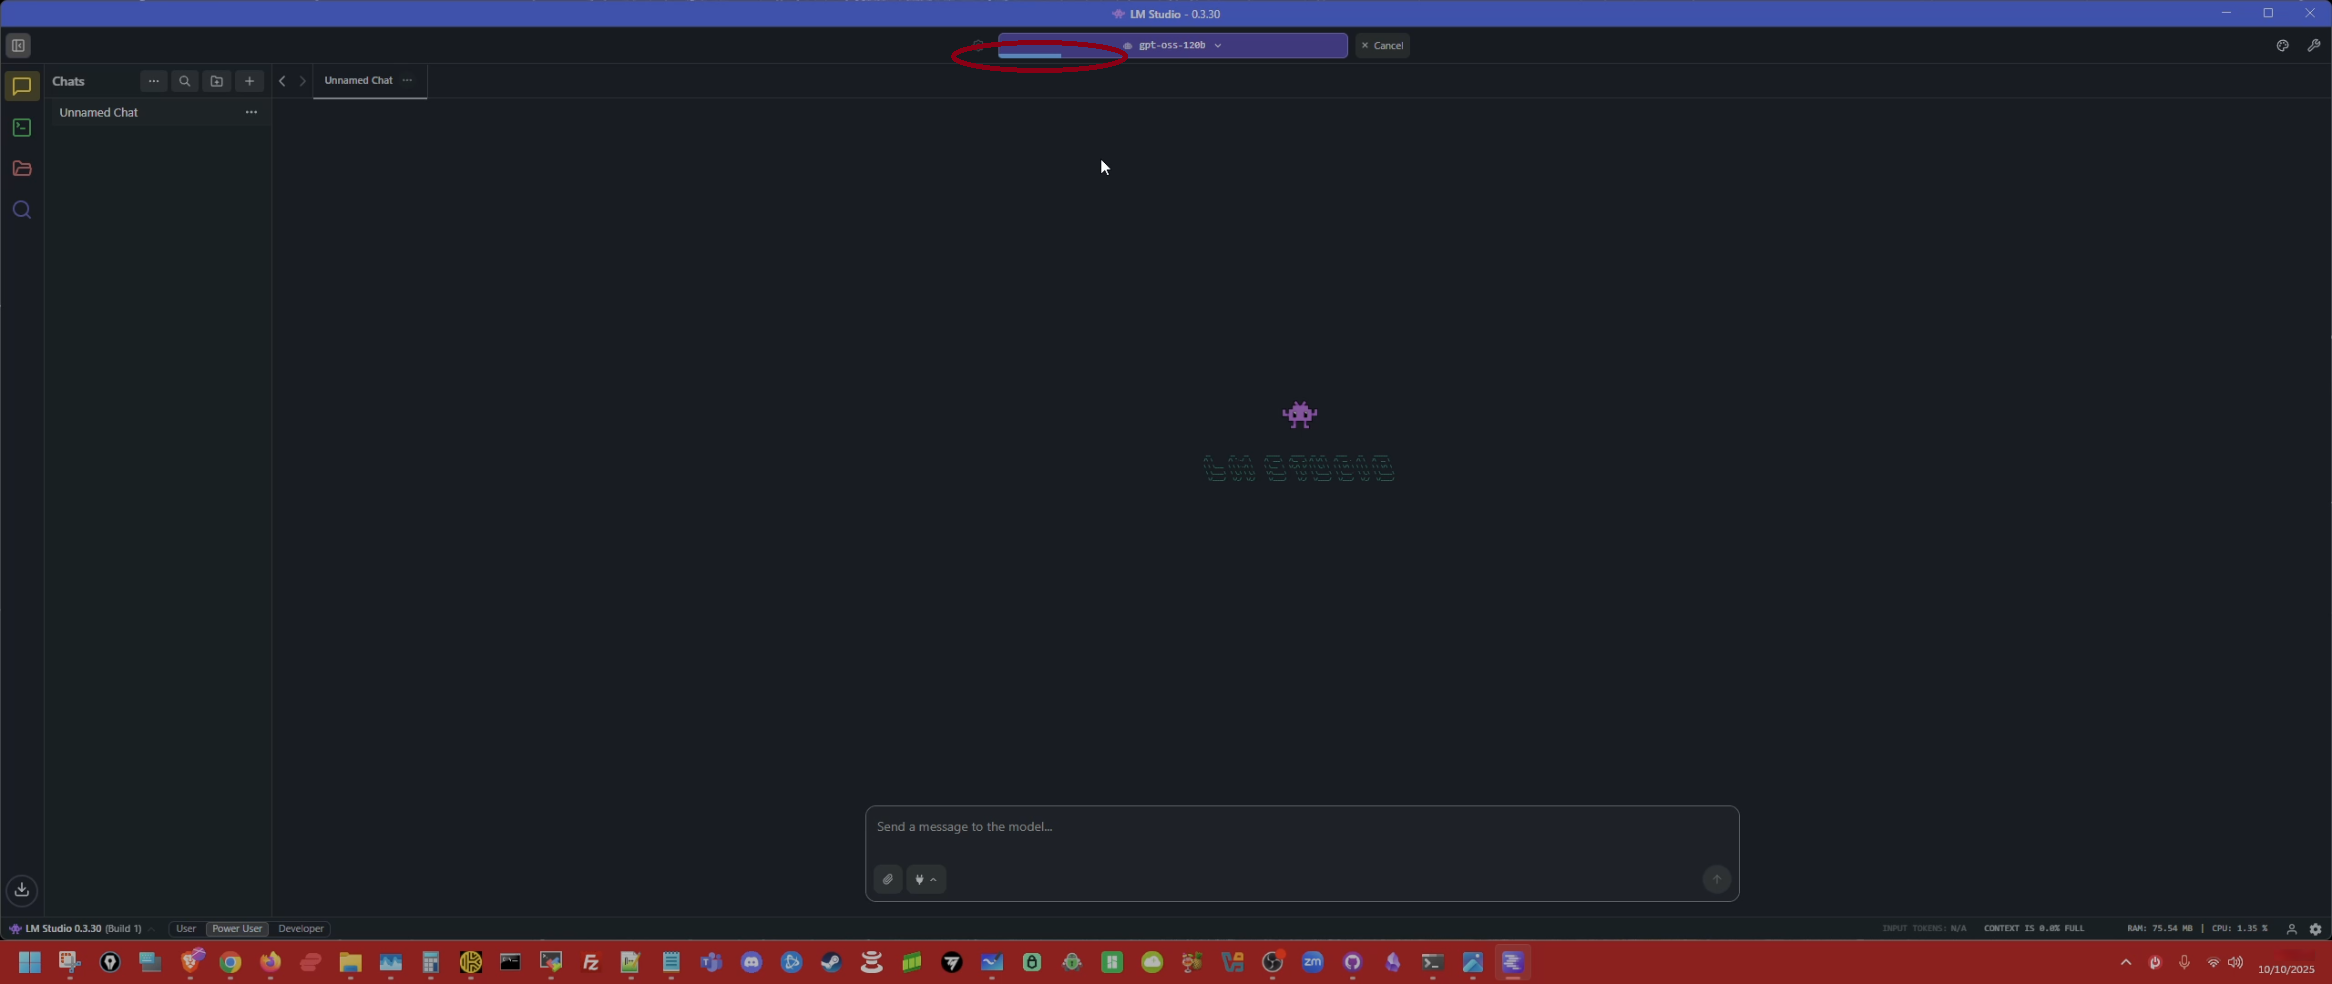 LM Studio - 0.3.30
gpt-oss-120b
× Cancel
Chats
Unnamed Chat
Unnamed Chat
LM STUDIO
Send a message to the model...
LM Studio 0.3.30 (Build 1)
User
Power User
Developer
INPUT TOKENS: N/A
CONTEXT IS 0.0% FULL
RAM: 75.54 MB | CPU: 1.35 %
zm
10/10/2025